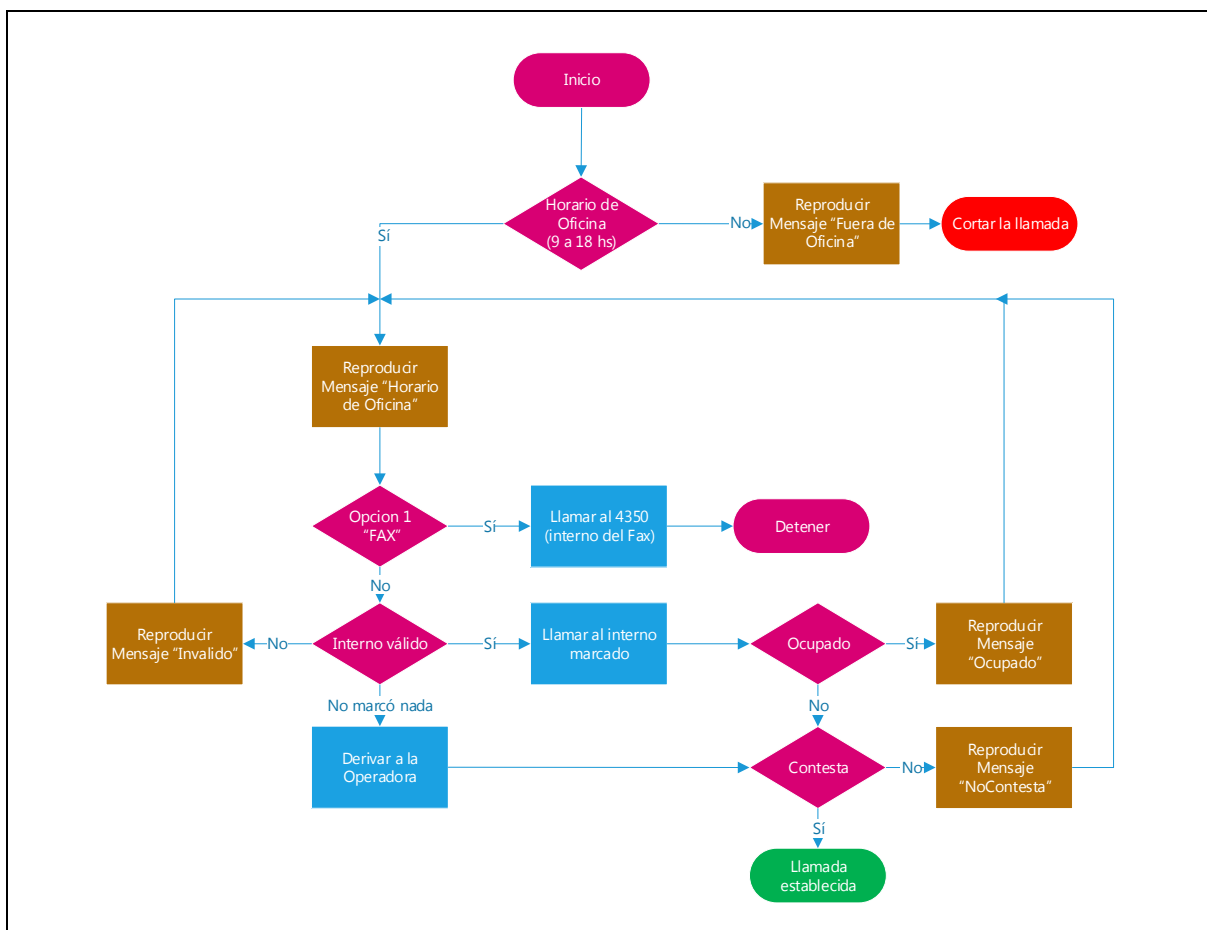 Inicio
Horario de
Oficina
(9 a 18 hs)
Sí
No
Reproducir
Mensaje “Fuera de
Oficina”
Cortar la llamada
Reproducir
Mensaje “Horario
de Oficina”
Opcion 1
“FAX”
Sí
Llamar al 4350
(interno del Fax)
Detener
No
Reproducir
Mensaje “Invalido”
No
Interno válido
Sí
Llamar al interno
marcado
Ocupado
Sí
Reproducir
Mensaje
“Ocupado”
No marcó nada
No
Derivar a la
Operadora
Contesta
No
Reproducir
Mensaje
“NoContesta”
Sí
Llamada
establecida